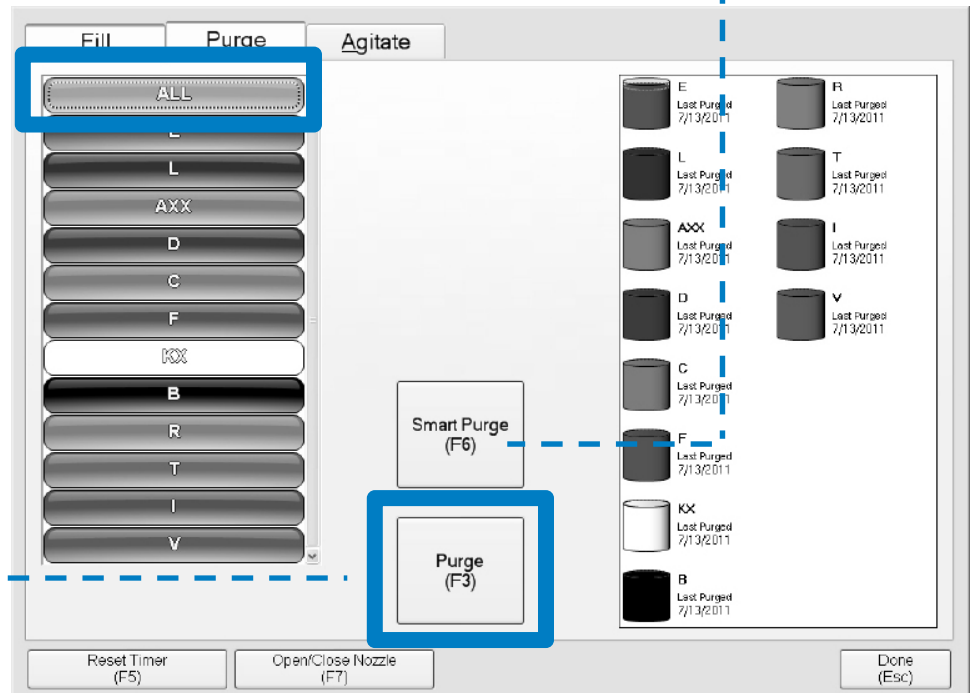 Fill
Purge
Agitate
ALL
E
L
AXX
D
C
F
KX
B
R
T
I
V
Smart Purge
(F6)
Purge
(F3)
E
Last Purged
7/13/2011
L
Last Purged
7/13/2011
AXX
Last Purged
7/13/2011
D
Last Purged
7/13/2011
C
Last Purged
7/13/2011
F
Last Purged
7/13/2011
KX
Last Purged
7/13/2011
B
Last Purged
7/13/2011
R
Last Purged
7/13/2011
T
Last Purged
7/13/2011
I
Last Purged
7/13/2011
V
Last Purged
7/13/2011
Reset Timer
(F5)
Open/Close Nozzle
(F7)
Done
(Esc)